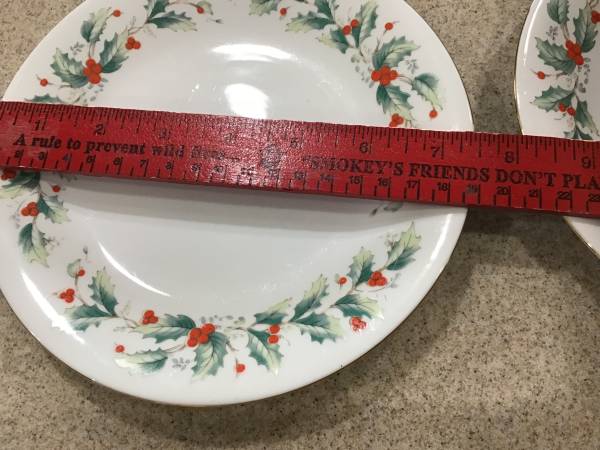 1 2 3 4 5 6 7 8 9
A rule to prevent wild fires... "SMOKEY'S FRIENDS DON'T PLA
3 4 5 6 7 8 9 10 11 12 13 14 15 16 17 18 19 20 21 22 23